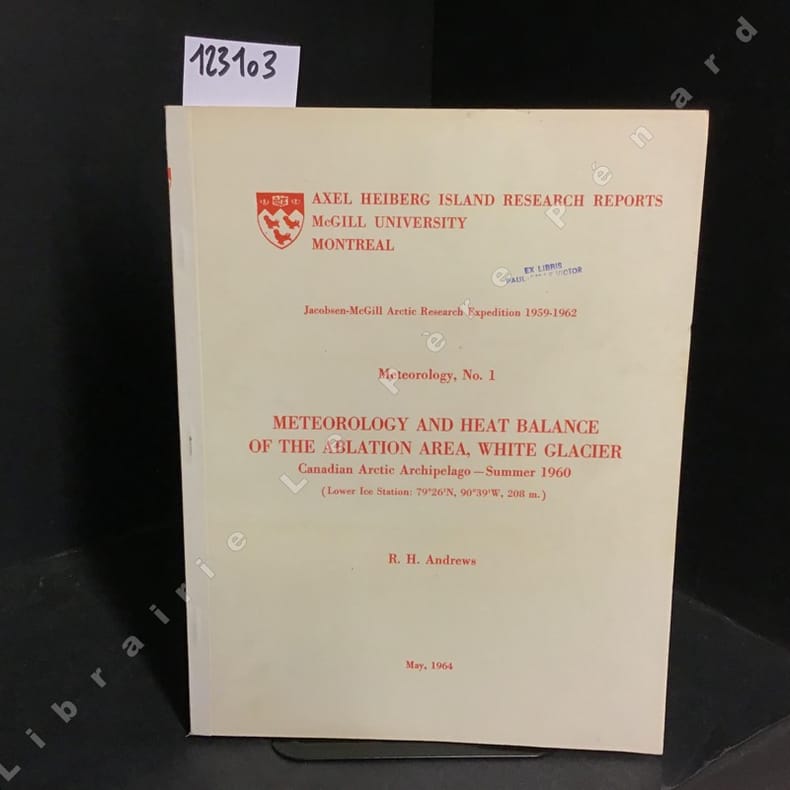 123103
AXEL HEIBERG ISLAND RESEARCH REPORTS
McGILL UNIVERSITY
MONTREAL
EX LIBRIS
PAUL VICTOR
Jacobsen-McGill Arctic Research Expedition 1959-1962
Meteorology, No. 1
METEOROLOGY AND HEAT BALANCE
OF THE ABLATION AREA, WHITE GLACIER
Canadian Arctic Archipelago—Summer 1960
(Lower Ice Station: 79°26'N, 90°39'W, 208 m.)
R. H. Andrews
May, 1964
Librairie Le Père Pénard